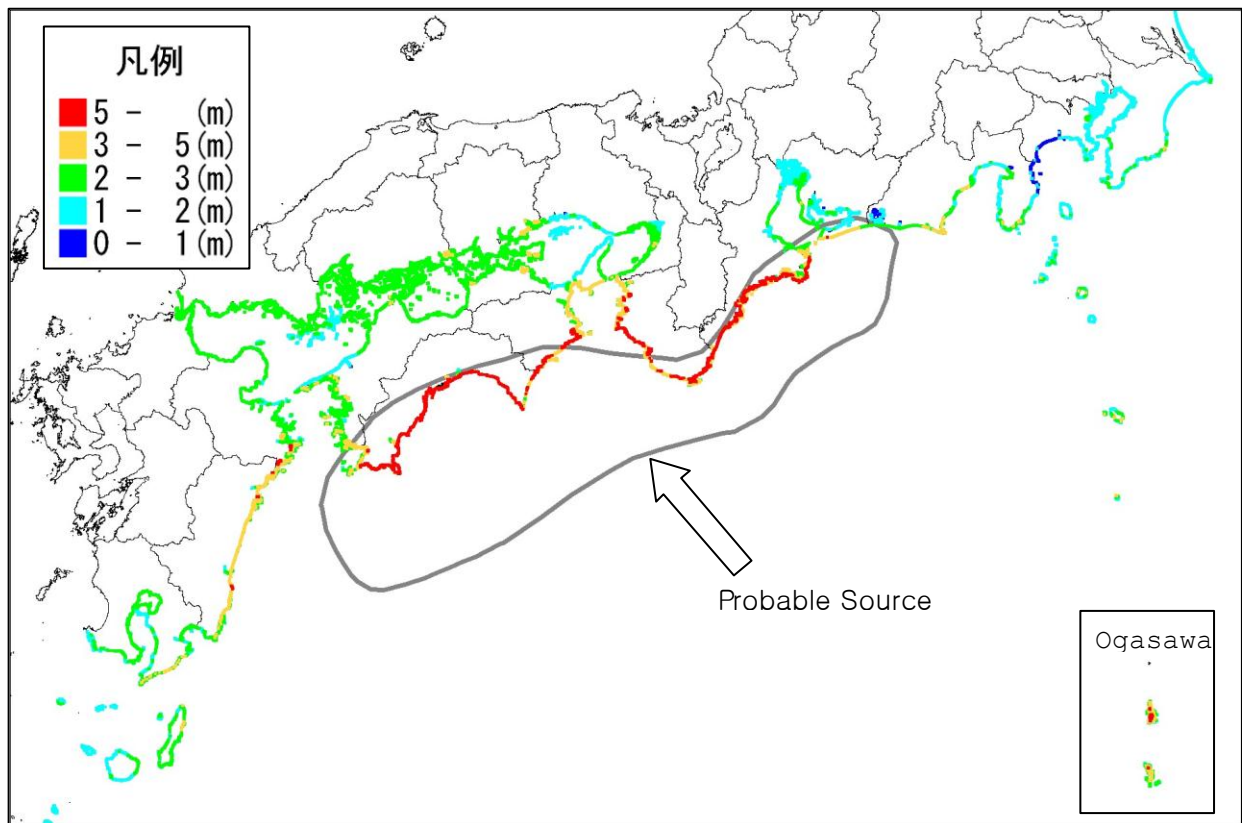 凡例
5 - (m)
3 - 5 (m)
2 - 3 (m)
1 - 2 (m)
0 - 1 (m)
Probable Source
Ogasawa